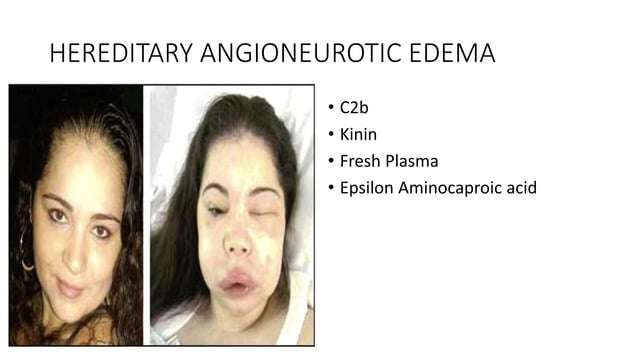 HEREDITARY ANGIONEUROTIC EDEMA
• C2b
• Kinin
• Fresh Plasma
• Epsilon Aminocaproic acid